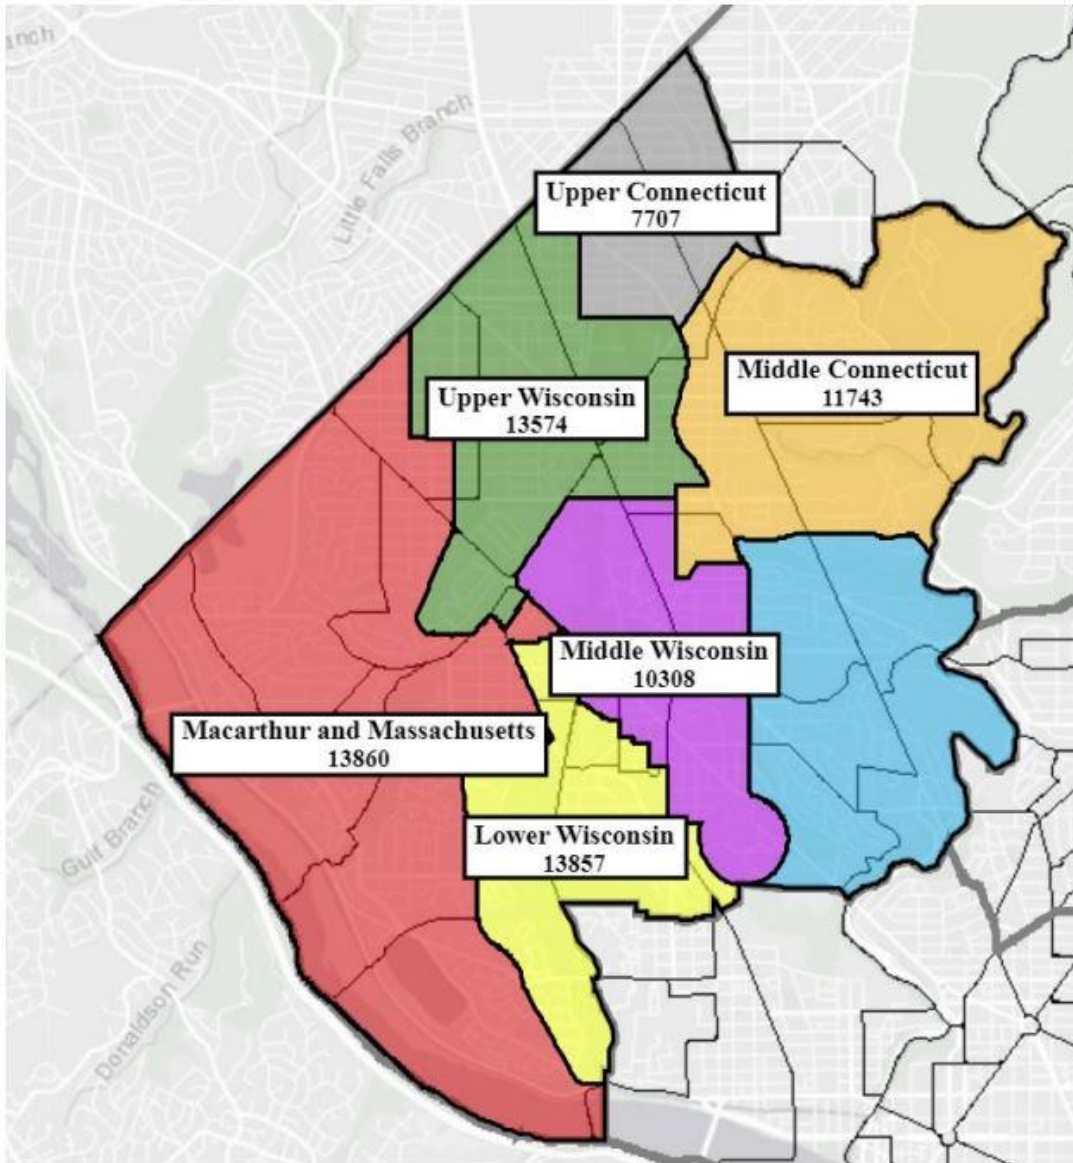 anch
Little Falls Branch
Upper Connecticut
7707
Middle Connecticut
11743
Upper Wisconsin
13574
Middle Wisconsin
10308
Macarthur and Massachusetts
13860
Gulf Branch
Lower Wisconsin
13857
Donaldson Run